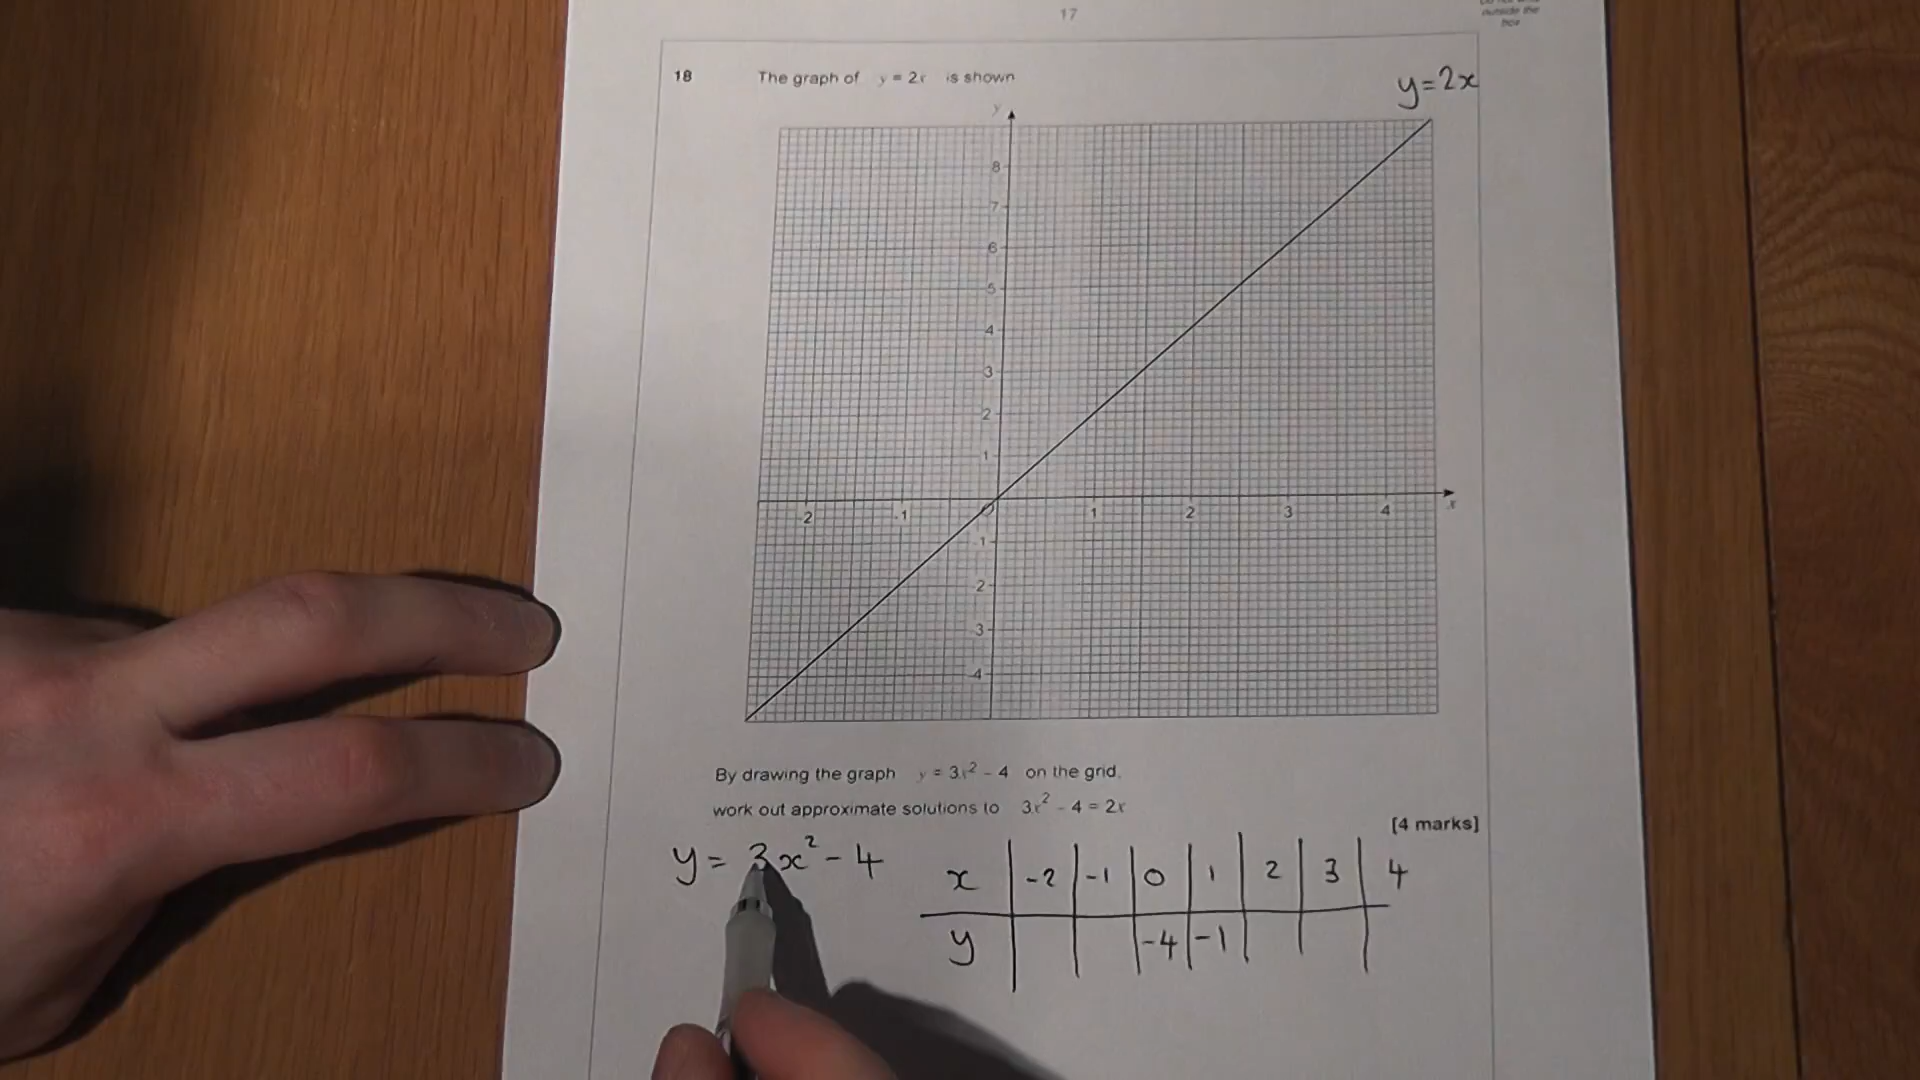 17
outside the
box
18 The graph of y = 2x is shown
y=2x
y
8
7
6
5
4
3
2
1
-2 -1 O 1 2 3 4 x
-1
-2
-3
-4
By drawing the graph y = 3x² - 4 on the grid,
work out approximate solutions to 3x² - 4 = 2x
[4 marks]
y = 3x² - 4
x -2 -1 0 1 2 3 4
y -4 -1